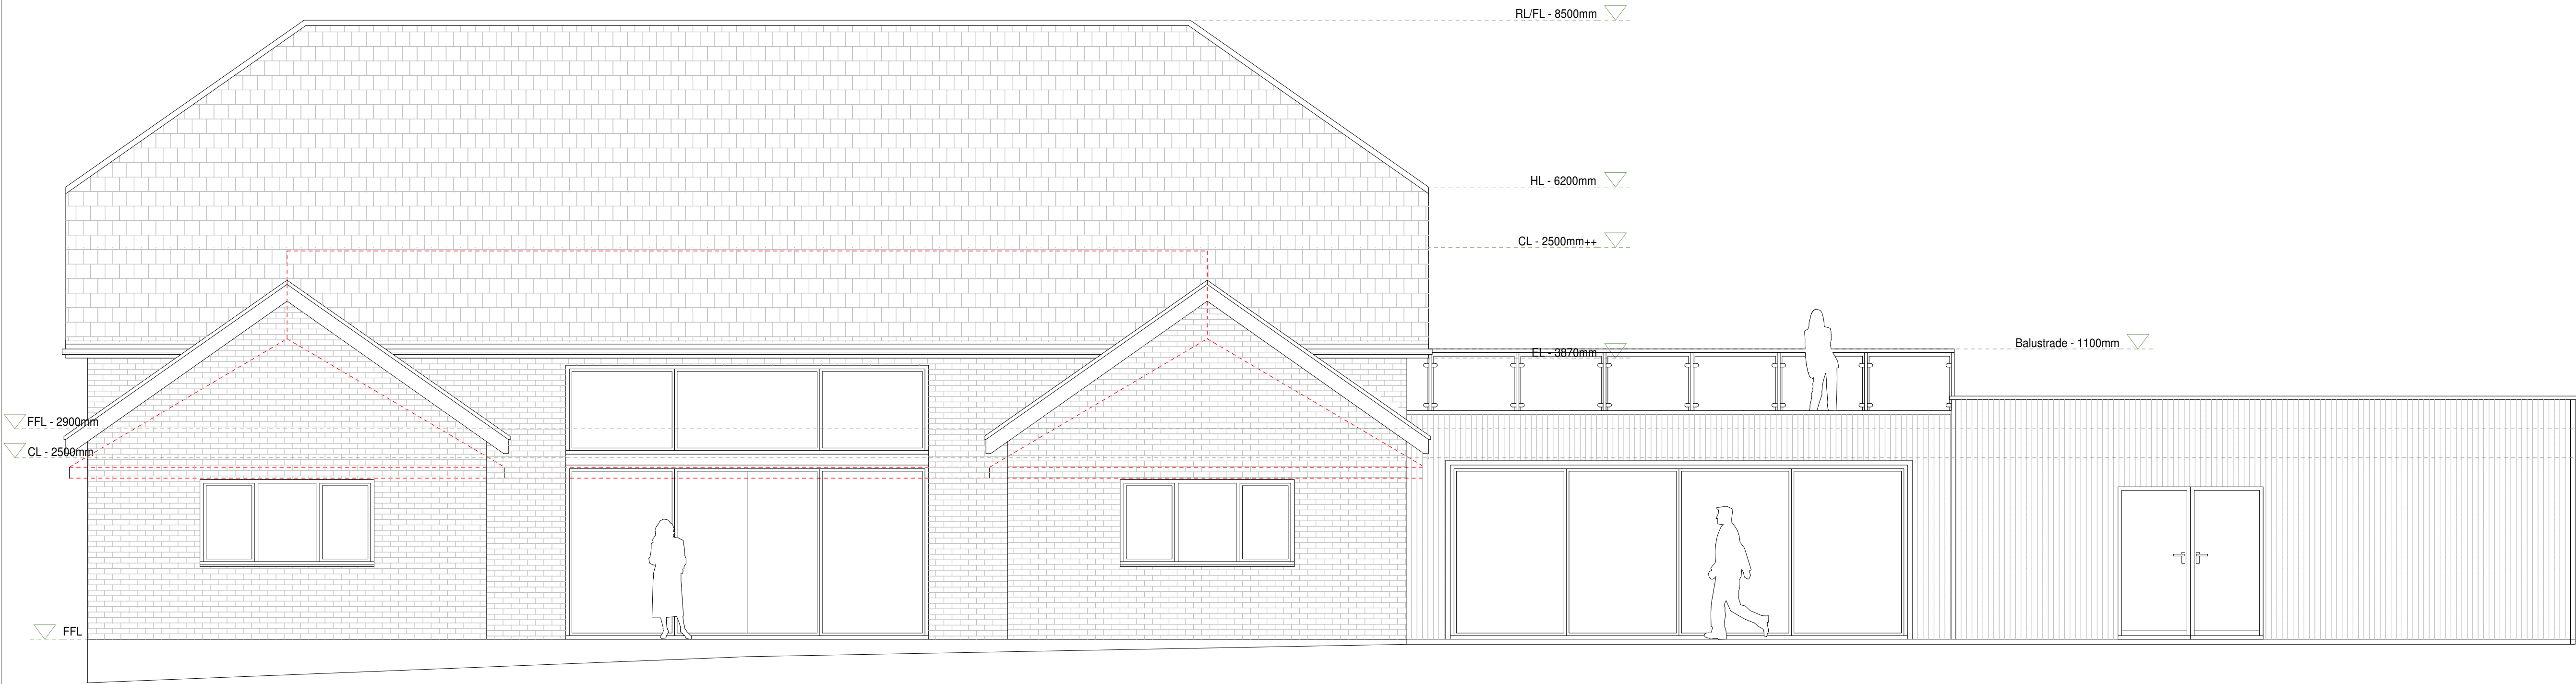 RL/FL - 8500mm
HL - 6200mm
CL - 2500mm++
Balustrade - 1100mm
EL - 3870mm
FFL - 2900mm
CL - 2500mm
FFL